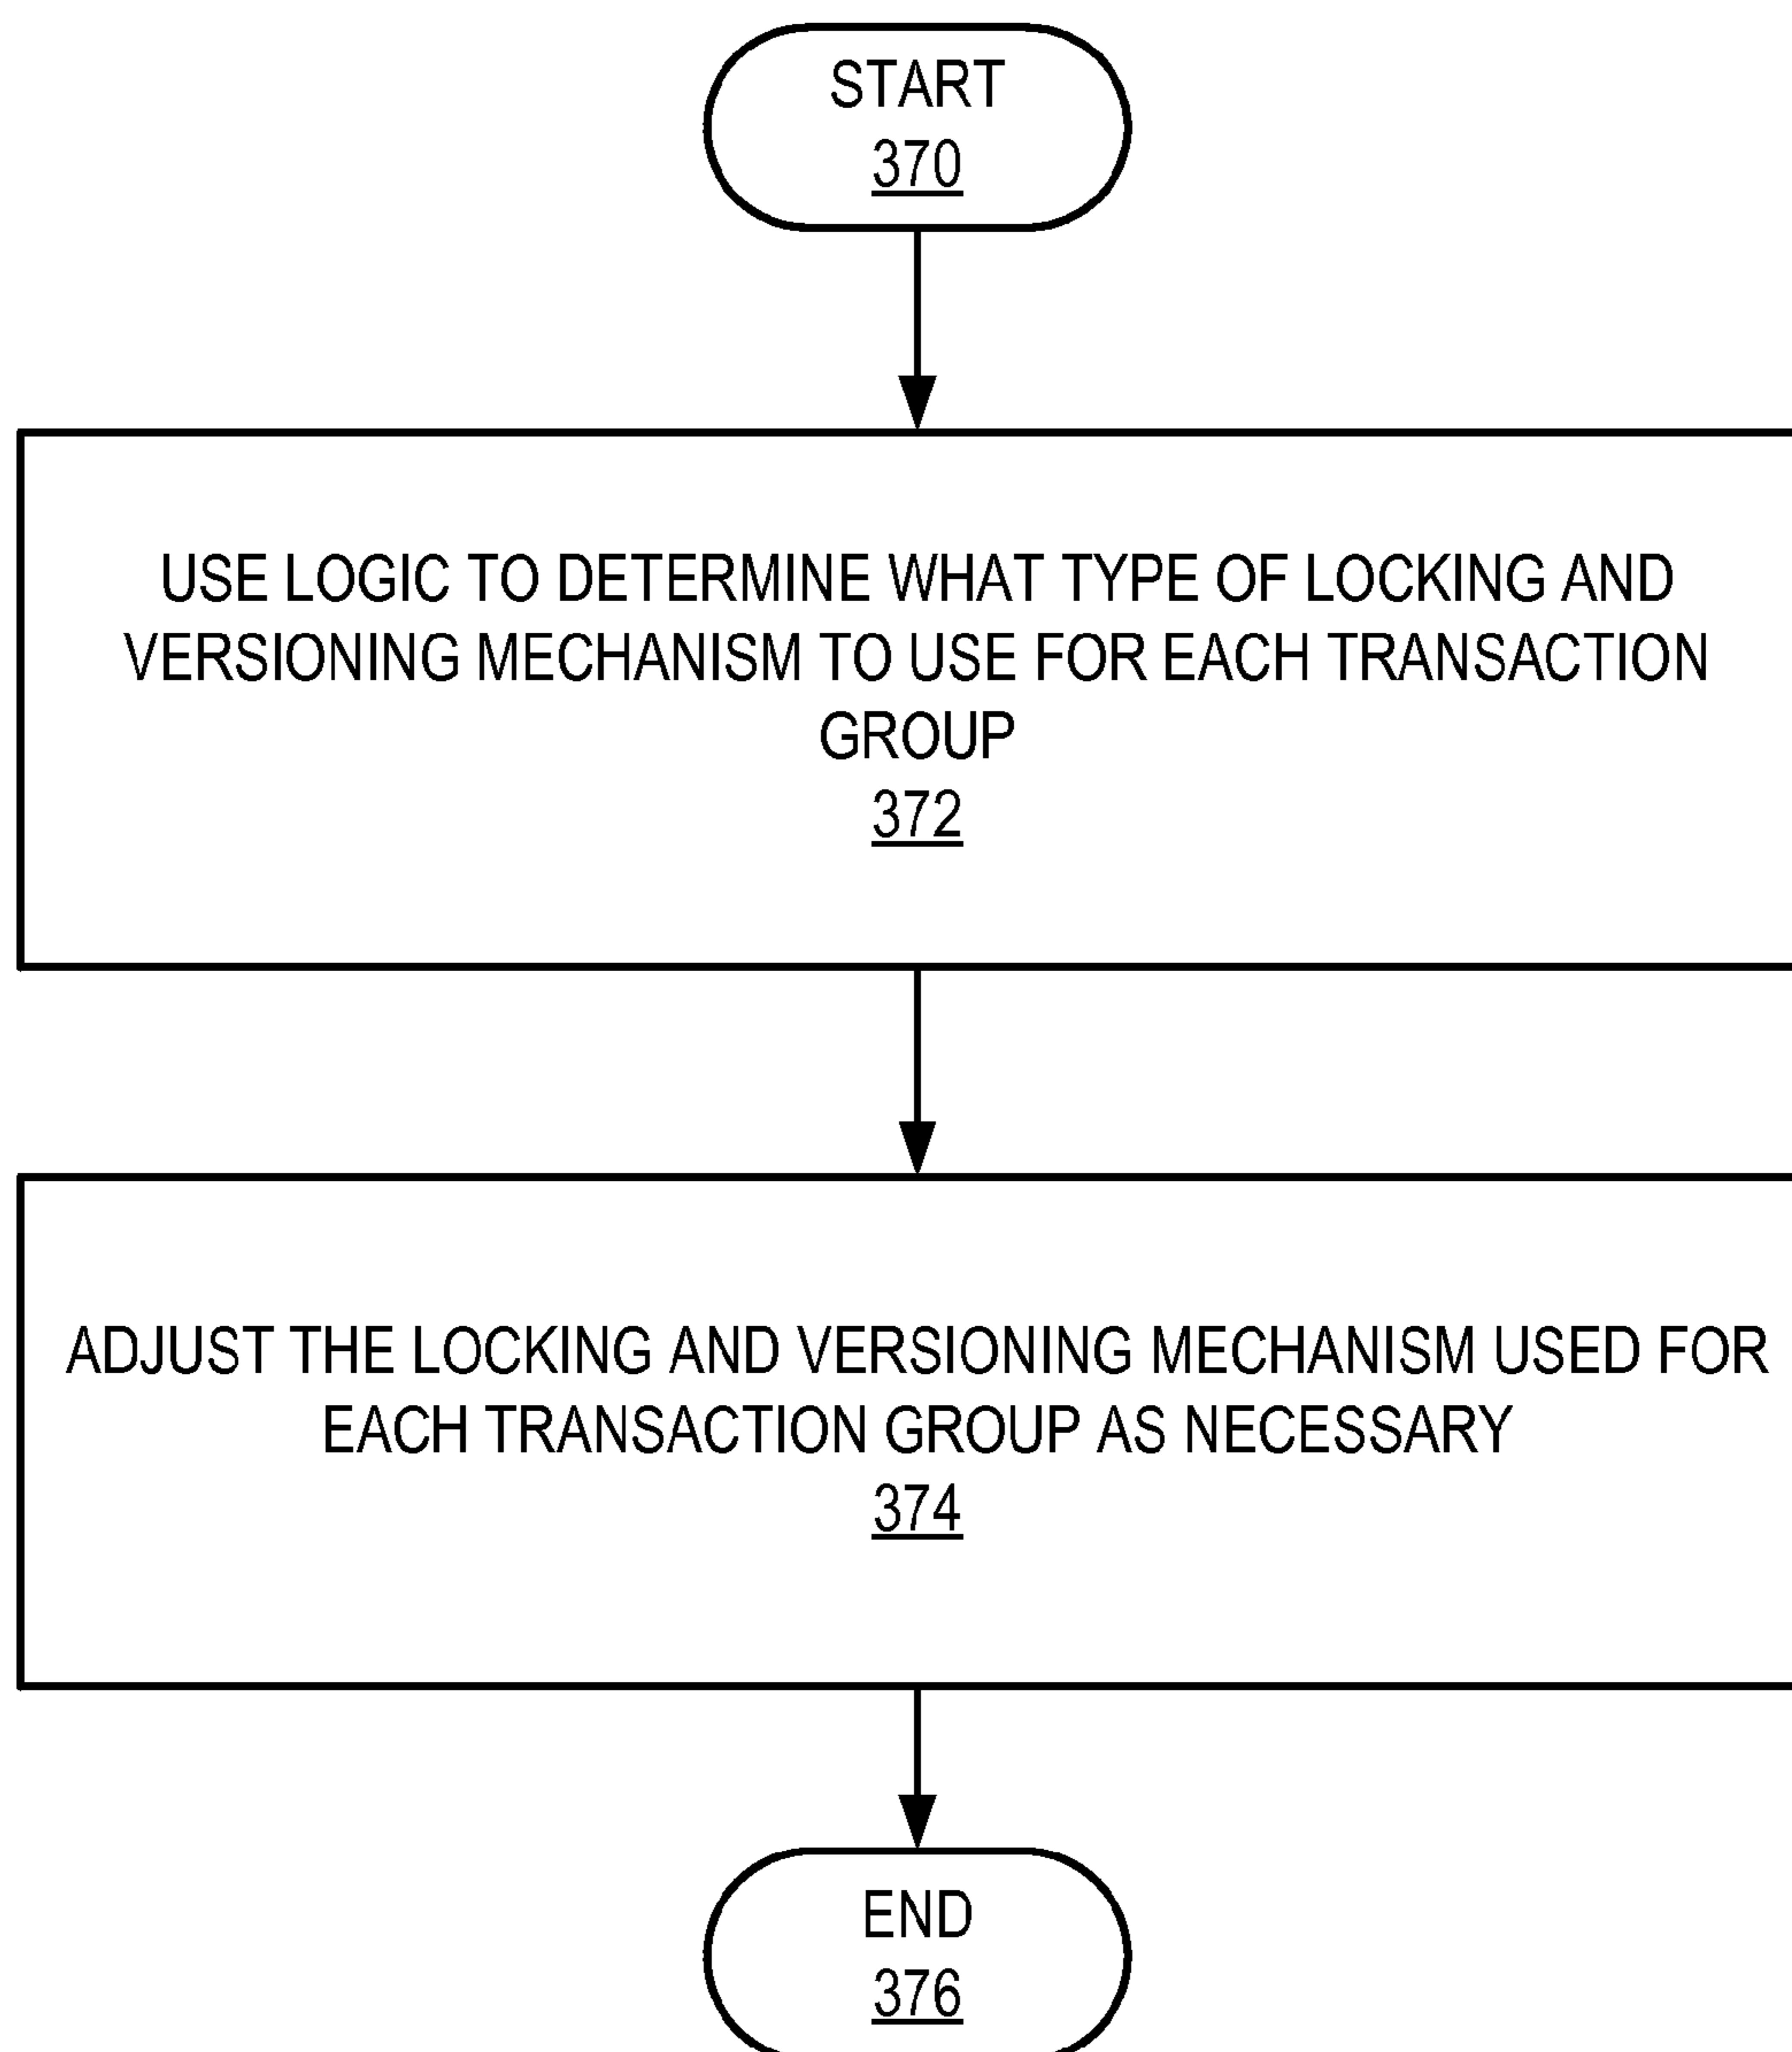 START
370
USE LOGIC TO DETERMINE WHAT TYPE OF LOCKING AND
VERSIONING MECHANISM TO USE FOR EACH TRANSACTION
GROUP
372
ADJUST THE LOCKING AND VERSIONING MECHANISM USED FOR
EACH TRANSACTION GROUP AS NECESSARY
374
END
376